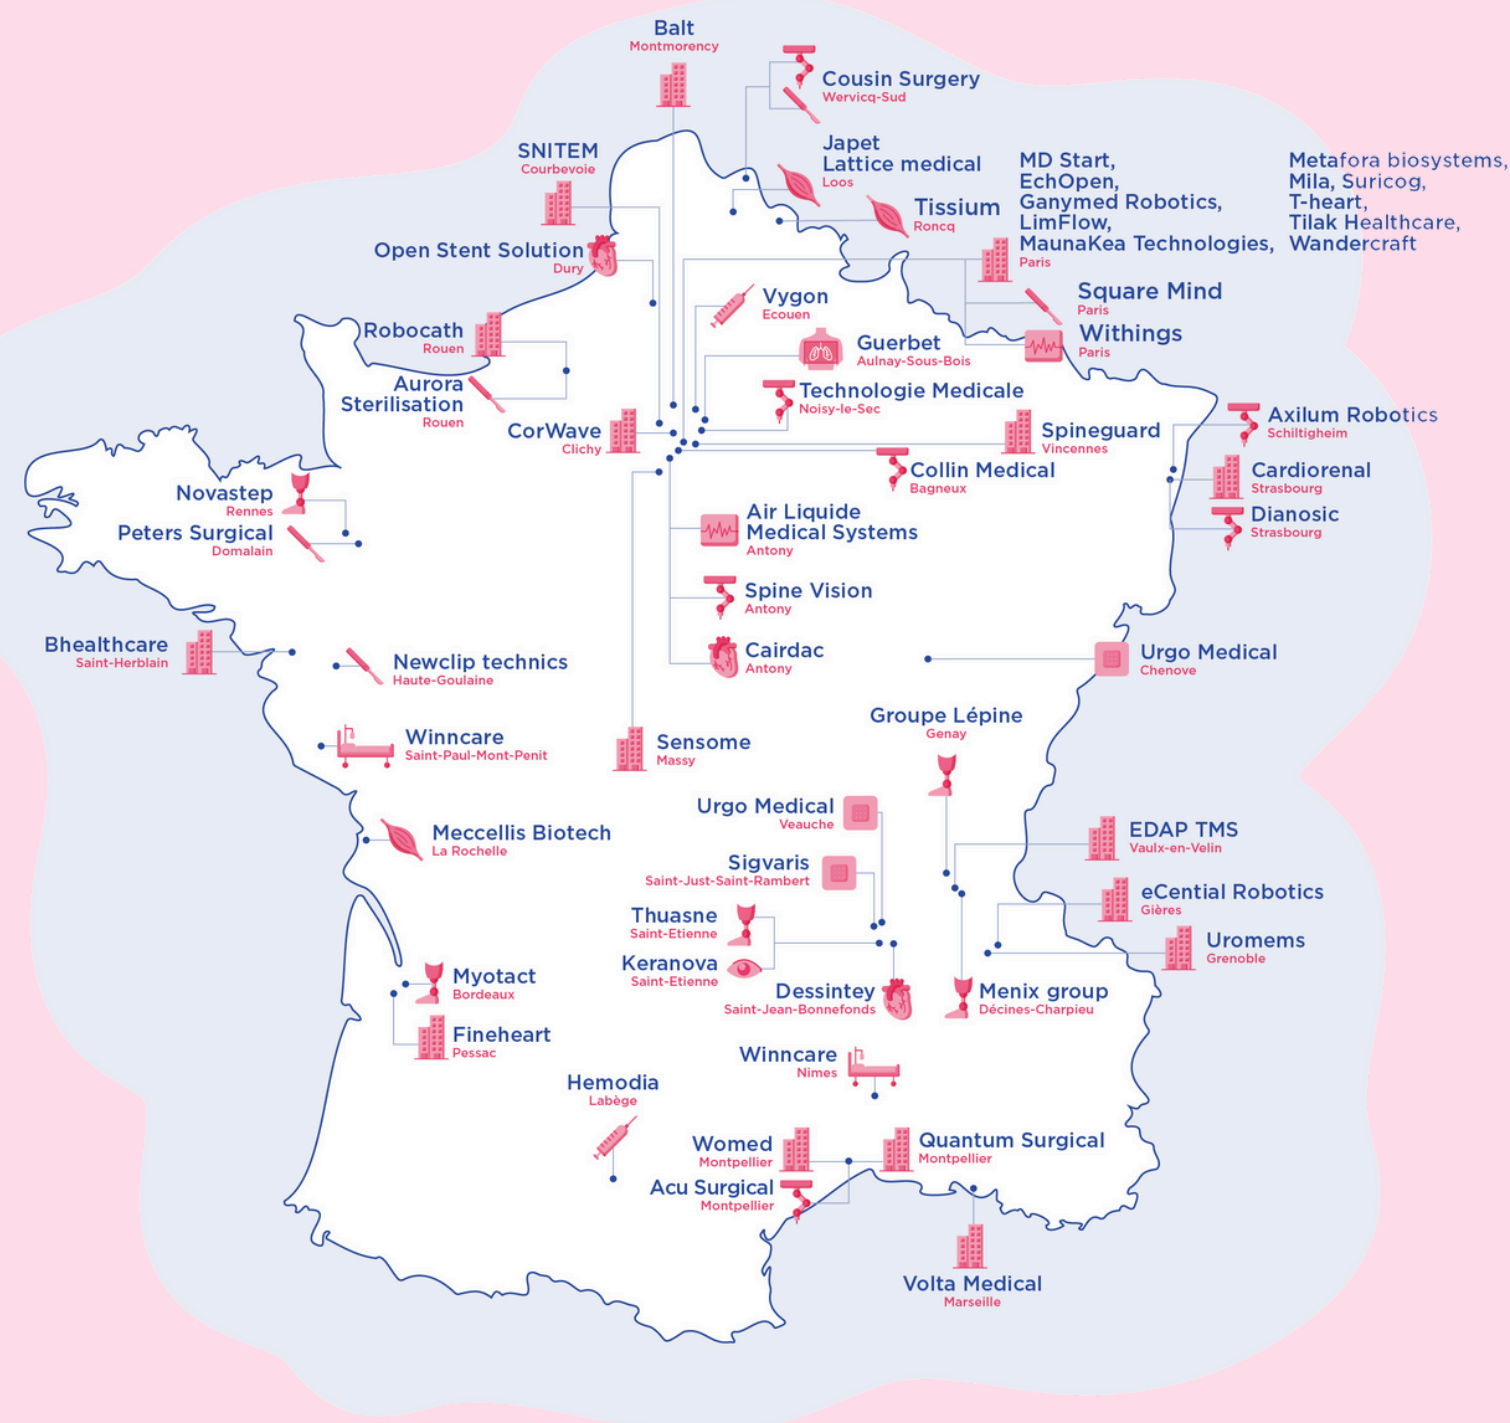 Balt
Montmorency
Cousin Surgery
Wervicq-Sud
SNITEM
Courbevoie
Japet
Lattice medical
Loos
Tissium
Roncq
MD Start,
EchOpen,
Ganymed Robotics,
LimFlow,
MaunaKea Technologies,
Paris
Metafora biosystems,
Mila, Suricog,
T-heart,
Tilak Healthcare,
Wandercraft
Open Stent Solution
Dury
Vygon
Ecouen
Square Mind
Paris
Robocath
Rouen
Guerbet
Aulnay-Sous-Bois
Withings
Paris
Aurora
Sterilisation
Rouen
Technologie Medicale
Noisy-le-Sec
CorWave
Clichy
Spineguard
Vincennes
Axilum Robotics
Schiltigheim
Collin Medical
Bagneux
Cardiorenal
Strasbourg
Novastep
Rennes
Air Liquide
Medical Systems
Antony
Dianosic
Strasbourg
Peters Surgical
Domalain
Spine Vision
Antony
Bhealthcare
Saint-Herblain
Newclip technics
Haute-Goulaine
Cairdac
Antony
Urgo Medical
Chenove
Winncare
Saint-Paul-Mont-Penit
Sensome
Massy
Groupe Lépine
Genay
Urgo Medical
Veauche
Meccellis Biotech
La Rochelle
EDAP TMS
Vaulx-en-Velin
Sigvaris
Saint-Just-Saint-Rambert
eCential Robotics
Gières
Thuasne
Saint-Etienne
Uromems
Grenoble
Keranova
Saint-Etienne
Myotact
Bordeaux
Dessintey
Saint-Jean-Bonnefonds
Menix group
Décines-Charpieu
Fineheart
Pessac
Winncare
Nimes
Hemodia
Labège
Womed
Montpellier
Quantum Surgical
Montpellier
Acu Surgical
Montpellier
Volta Medical
Marseille